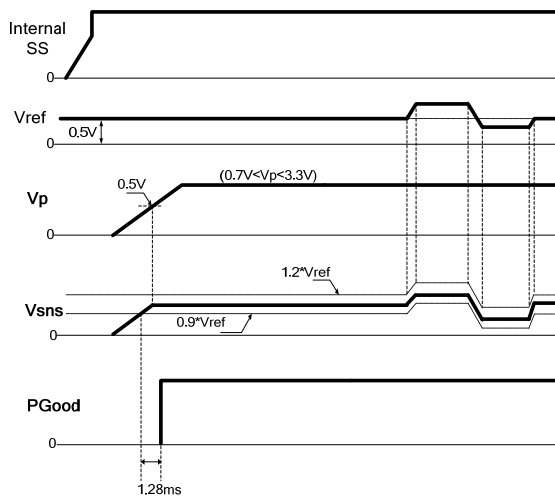 Internal
SS
0
Vref
0.5V
0
(0.7V<Vp<3.3V)
0.5V
Vp
0
1.2*Vref
Vsns
0.9*Vref
0
PGood
0
1.28ms